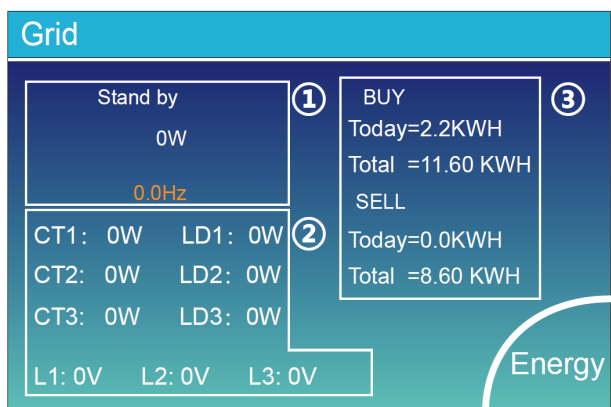 Grid
Stand by
①
0W
0.0Hz
CT1: 0W LD1: 0W
②
CT2: 0W LD2: 0W
CT3: 0W LD3: 0W
L1: 0V L2: 0V L3: 0V
BUY
③
Today=2.2KWH
Total =11.60 KWH
SELL
Today=0.0KWH
Total =8.60 KWH
Energy